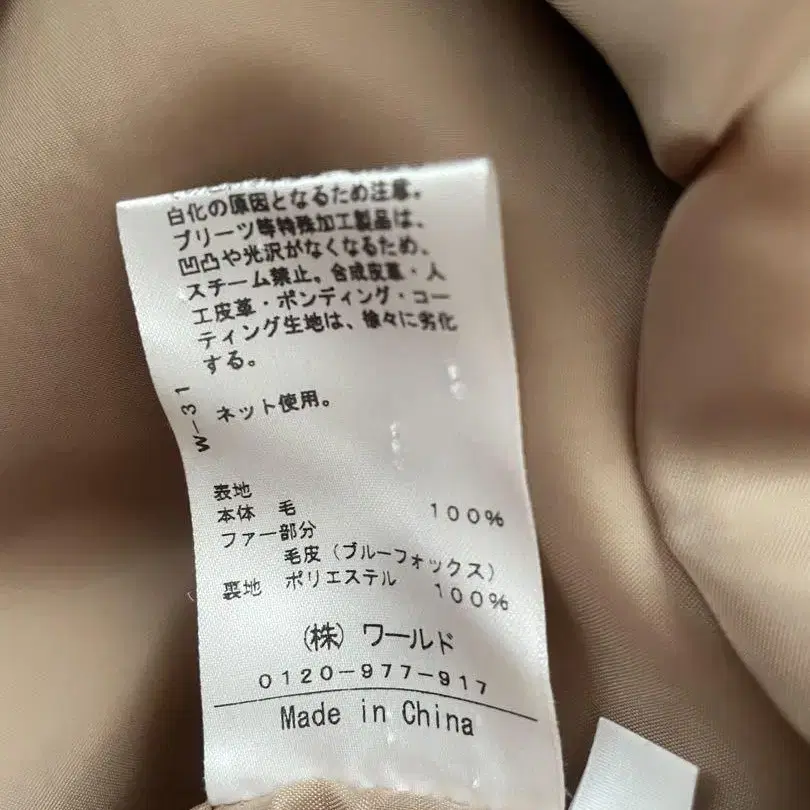 白化の原因となるため注意。
プリーツ等特殊加工製品は、
凹凸や光沢がなくなるため、
スチーム禁止。合成皮革・人
工皮革・ボンディング・コー
ティング生地は、徐々に劣化
する。
W-31
ネット使用。
表地
本体 毛 100%
ファー部分
毛皮（ブルーフォックス）
裏地 ポリエステル 100%
（株）ワールド
0120-977-917
Made in China